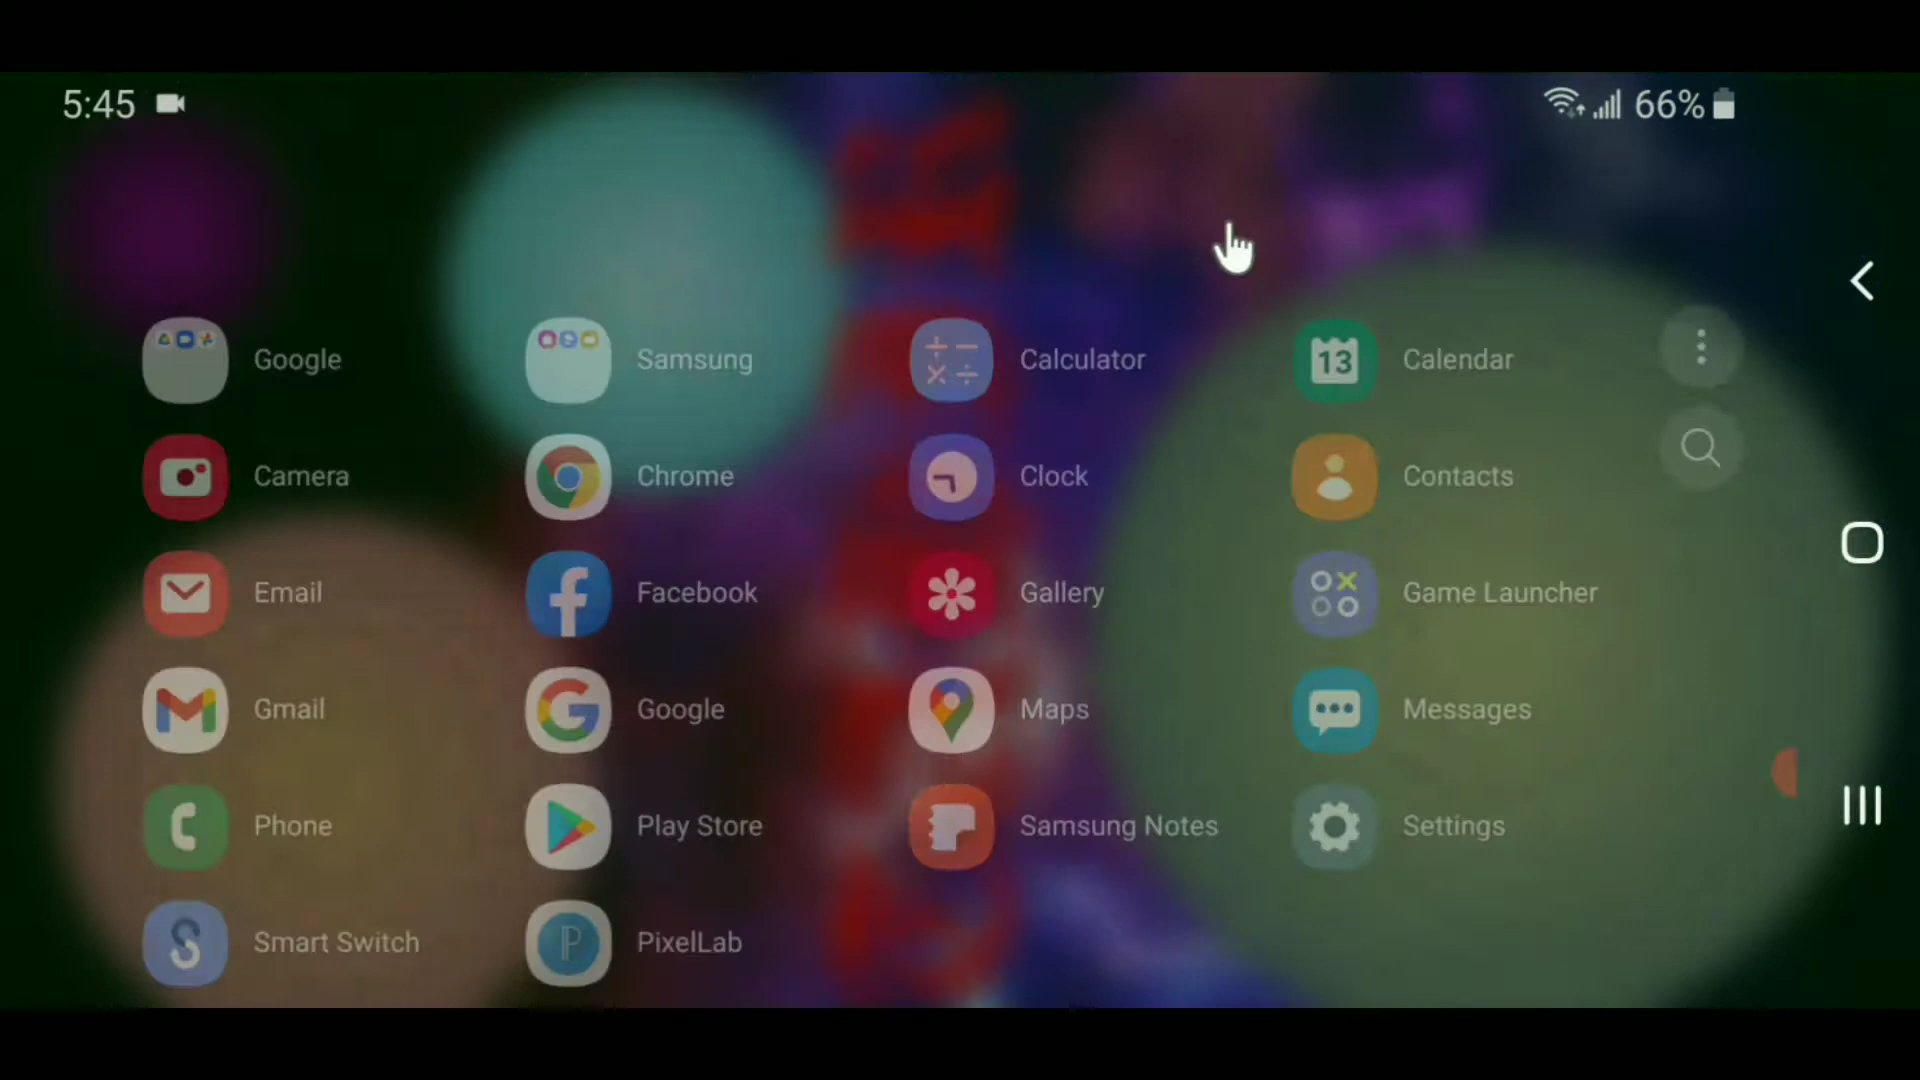 5:45 66%
Google Samsung Calculator 13 Calendar
Camera Chrome Clock Contacts
Email Facebook Gallery Game Launcher
Gmail Google Maps Messages
Phone Play Store Samsung Notes Settings
Smart Switch PixelLab